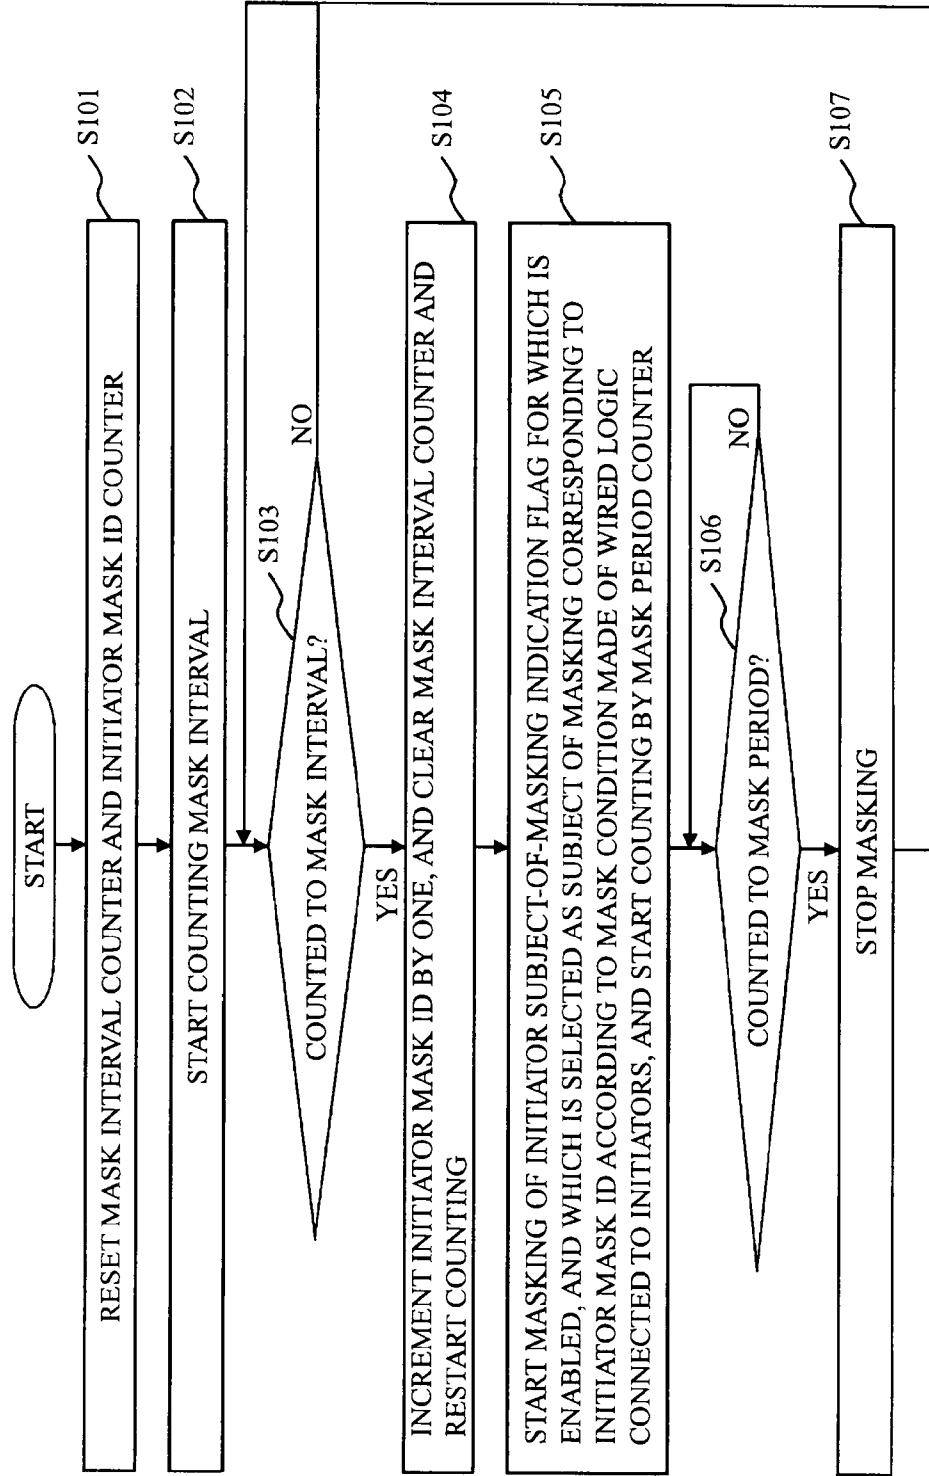 START
RESET MASK INTERVAL COUNTER AND INITIATOR MASK ID COUNTER
S101
START COUNTING MASK INTERVAL
S102
COUNTED TO MASK INTERVAL?
S103
NO
YES
INCREMENT INITIATOR MASK ID BY ONE, AND CLEAR MASK INTERVAL COUNTER AND
RESTART COUNTING
S104
START MASKING OF INITIATOR SUBJECT-OF-MASKING INDICATION FLAG FOR WHICH IS
ENABLED, AND WHICH IS SELECTED AS SUBJECT OF MASKING CORRESPONDING TO
INITIATOR MASK ID ACCORDING TO MASK CONDITION MADE OF WIRED LOGIC
CONNECTED TO INITIATORS, AND START COUNTING BY MASK PERIOD COUNTER
S105
COUNTED TO MASK PERIOD?
S106
NO
YES
STOP MASKING
S107